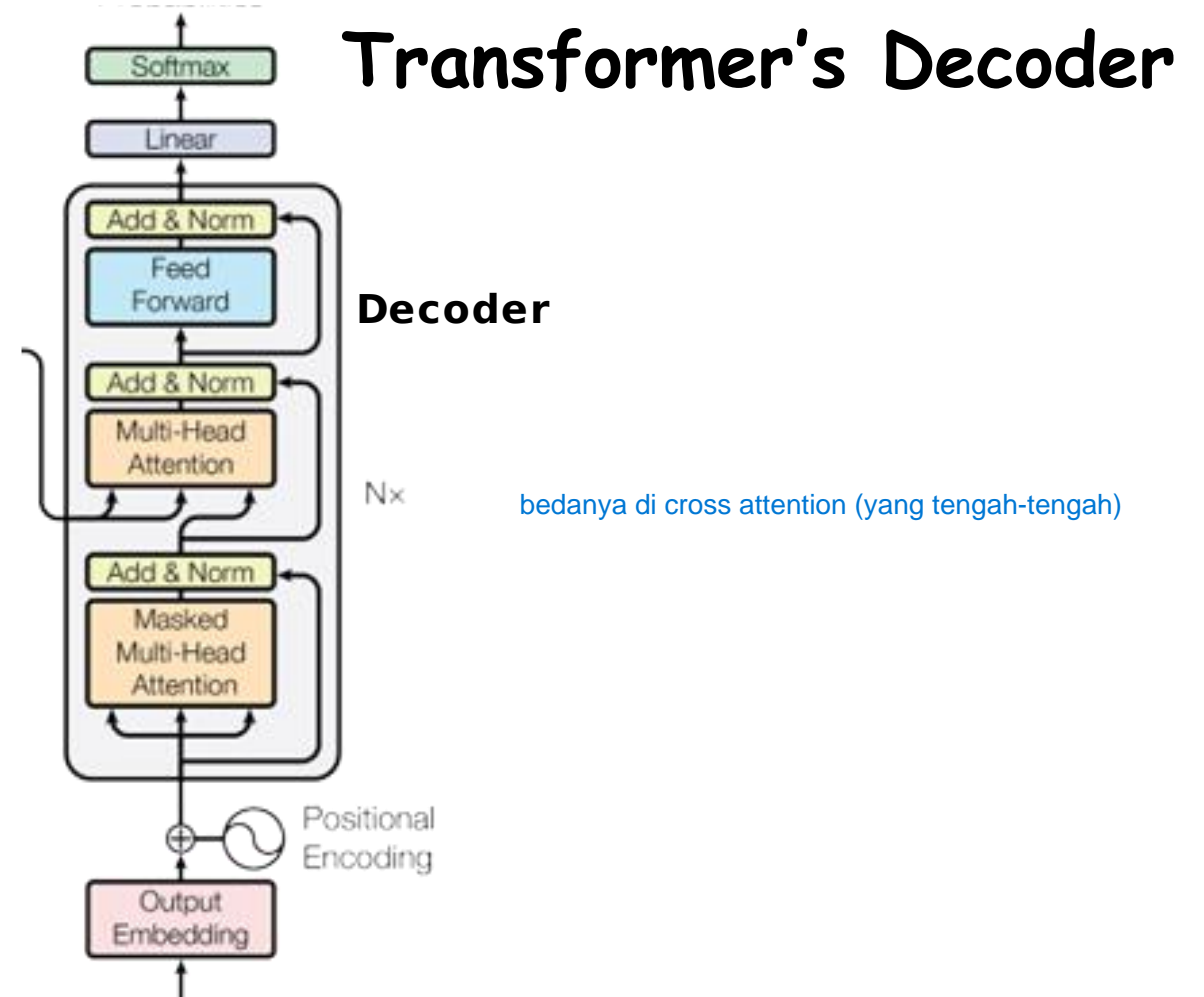 Transformer's Decoder
Softmax
Linear
Add & Norm
Feed
Forward
Decoder
Add & Norm
Multi-Head
Attention
N×
bedanya di cross attention (yang tengah-tengah)
Add & Norm
Masked
Multi-Head
Attention
Positional
Encoding
Output
Embedding